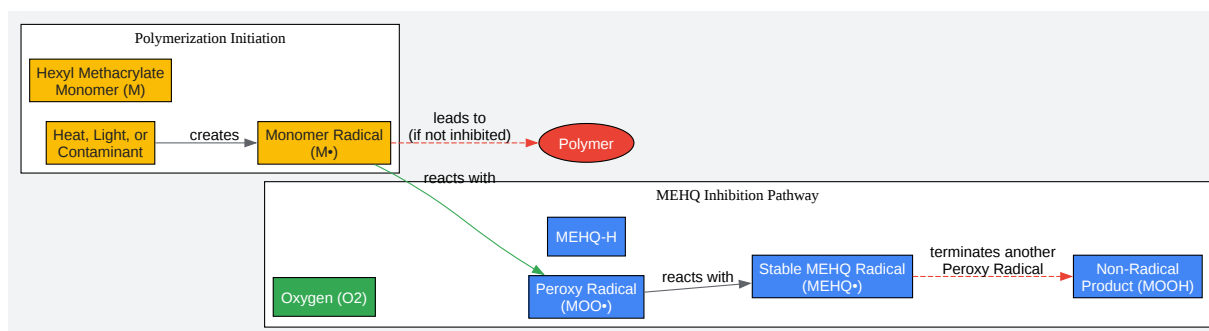 Polymerization Initiation
Hexyl Methacrylate
Monomer (M)
Heat, Light, or
Contaminant
creates
Monomer Radical
(M•)
leads to
(if not inhibited)
Polymer
reacts with
MEHQ Inhibition Pathway
MEHQ-H
Oxygen (O2)
Peroxy Radical
(MOO•)
reacts with
Stable MEHQ Radical
(MEHQ•)
terminates another
Peroxy Radical
Non-Radical
Product (MOOH)